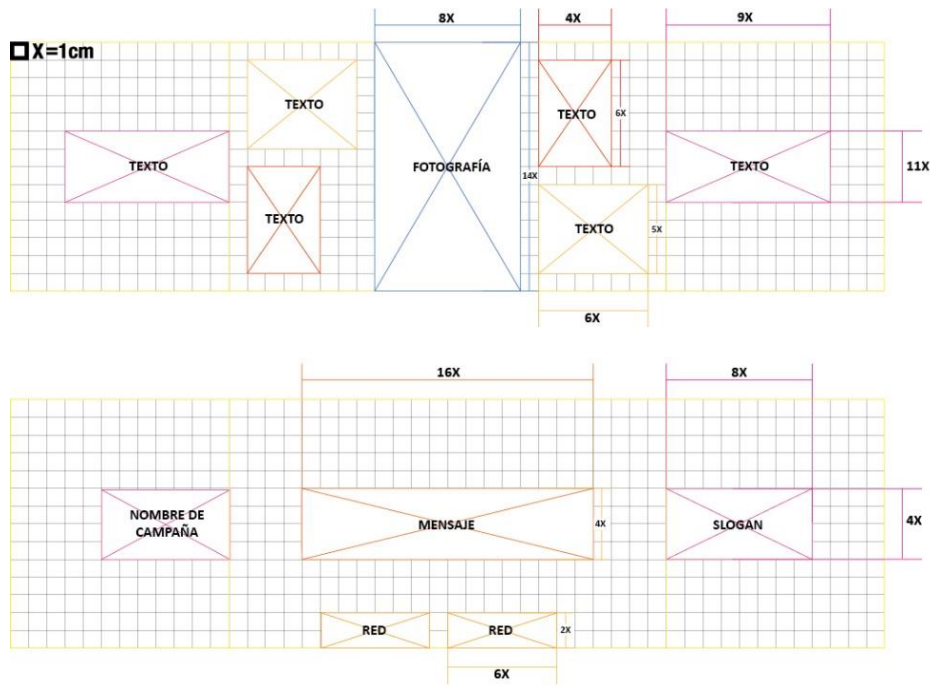 8X
4X
9X
X=1cm
TEXTO
TEXTO
6X
TEXTO
FOTOGRAFÍA
TEXTO
11X
14X
TEXTO
TEXTO
5X
6X
16X
8X
NOMBRE DE
CAMPAÑA
MENSAJE
4X
SLOGAN
4X
RED
RED
2X
6X